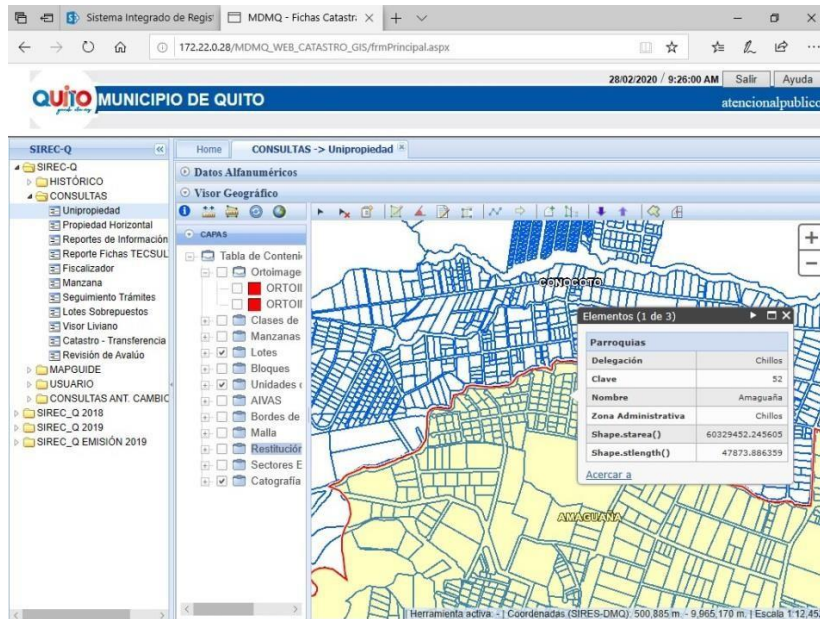 Sistema Integrado de Regis
MDMQ - Fichas Catastra
172.22.0.28/MDMQ_WEB_CATASTRO_GIS/frmPrincipal.aspx
28/02/2020 / 9:26:00 AM Salir Ayuda
QUITO MUNICIPIO DE QUITO
atencionalpublico
SIREC-Q
SIREC-Q
HISTÓRICO
CONSULTAS
Unipropiedad
Propiedad Horizontal
Reportes de Información
Reporte Fichas TECSUL
Fiscalizador
Manzana
Seguimiento Trámites
Lotes Sobrepuestos
Visor Liviano
Catastro - Transferencia
Revisión de Avalúo
MAPGUIDE
USUARIO
CONSULTAS ANT. CAMBIC
SIREC_Q 2018
SIREC_Q 2019
SIREC_Q EMISIÓN 2019
Home CONSULTAS -> Unipropiedad
Datos Alfanuméricos
Visor Geográfico
CAPAS
Tabla de Conteni
Ortoimage
ORTOII
ORTOII
Clases de
Manzanas
Lotes
Bloques
Unidades c
AIVAS
Bordes de
Malla
Restitución
Sectores E
Catografía
CONOCOTO
Elementos (1 de 3)
Parroquias
Delegación Chillos
Clave 52
Nombre Amaguaña
Zona Administrativa Chillos
Shape.starea() 60329452.245605
Shape.stlength() 47873.886359
Acercar a
AMAGUAÑA
Herramienta activa: - | Coordenadas (SIRES-DMQ): 500,885 m. - 9,965,170 m. | Escala 1:12,452